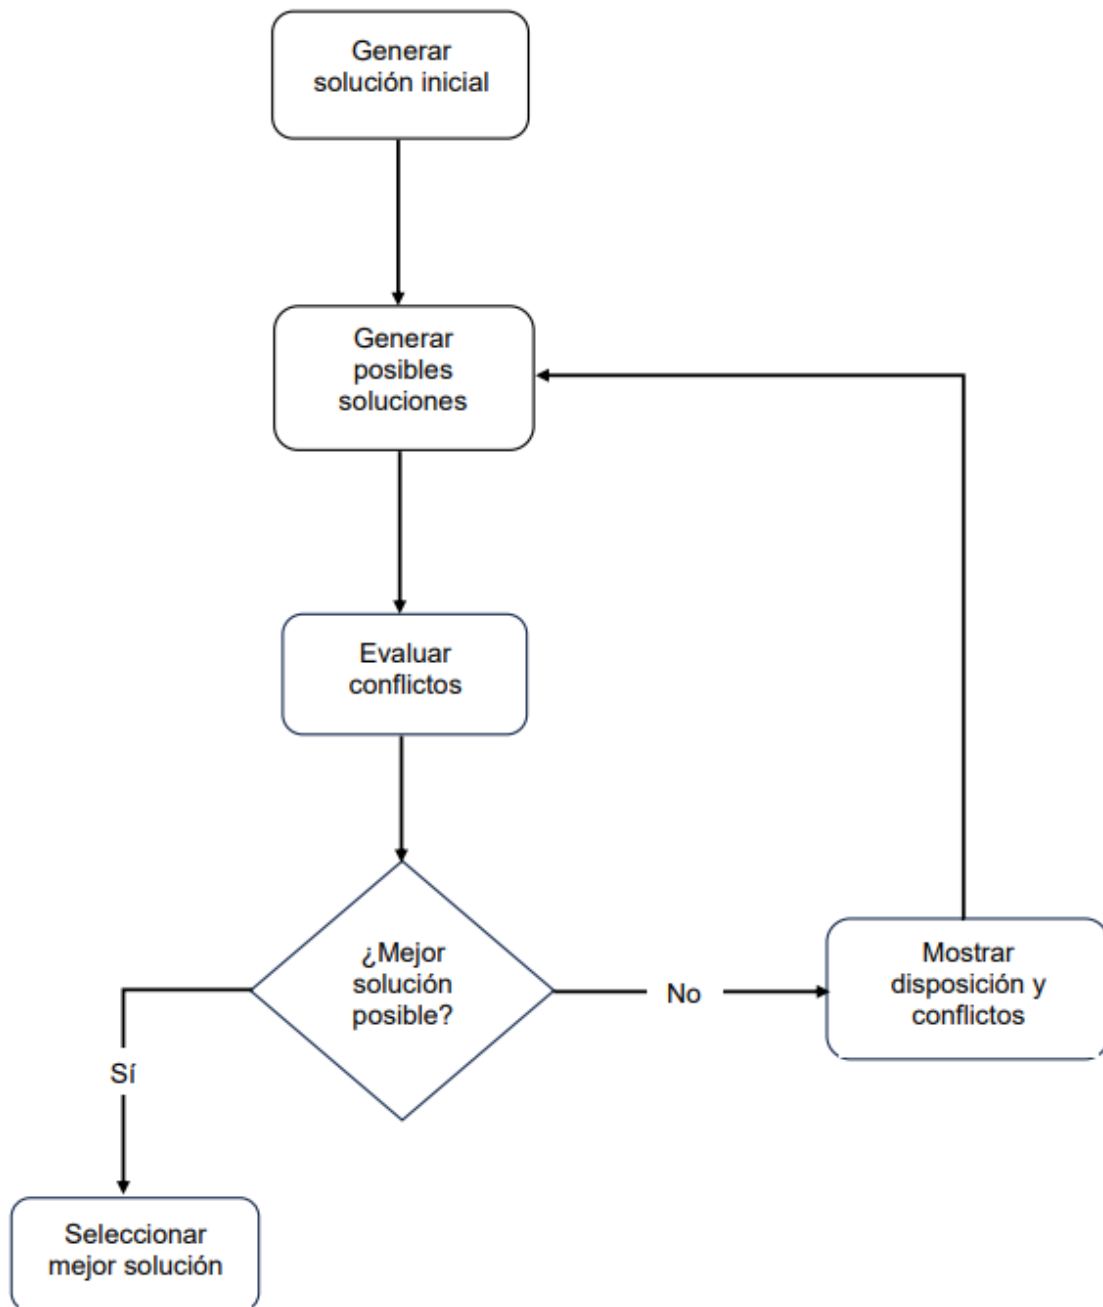 Generar
solución inicial
Generar
posibles
soluciones
Evaluar
conflictos
¿Mejor
solución
posible?
No
Mostrar
disposición y
conflictos
Sí
Seleccionar
mejor solución